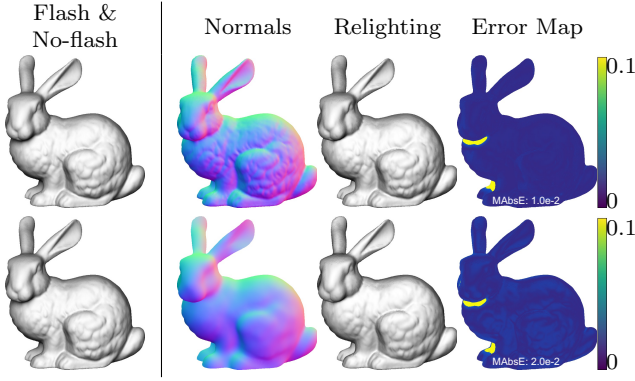 Flash &
No-flash
Normals
Relighting
Error Map
0.1
MAbsE: 1.0e-2
0
0.1
MAbsE: 2.0e-2
0